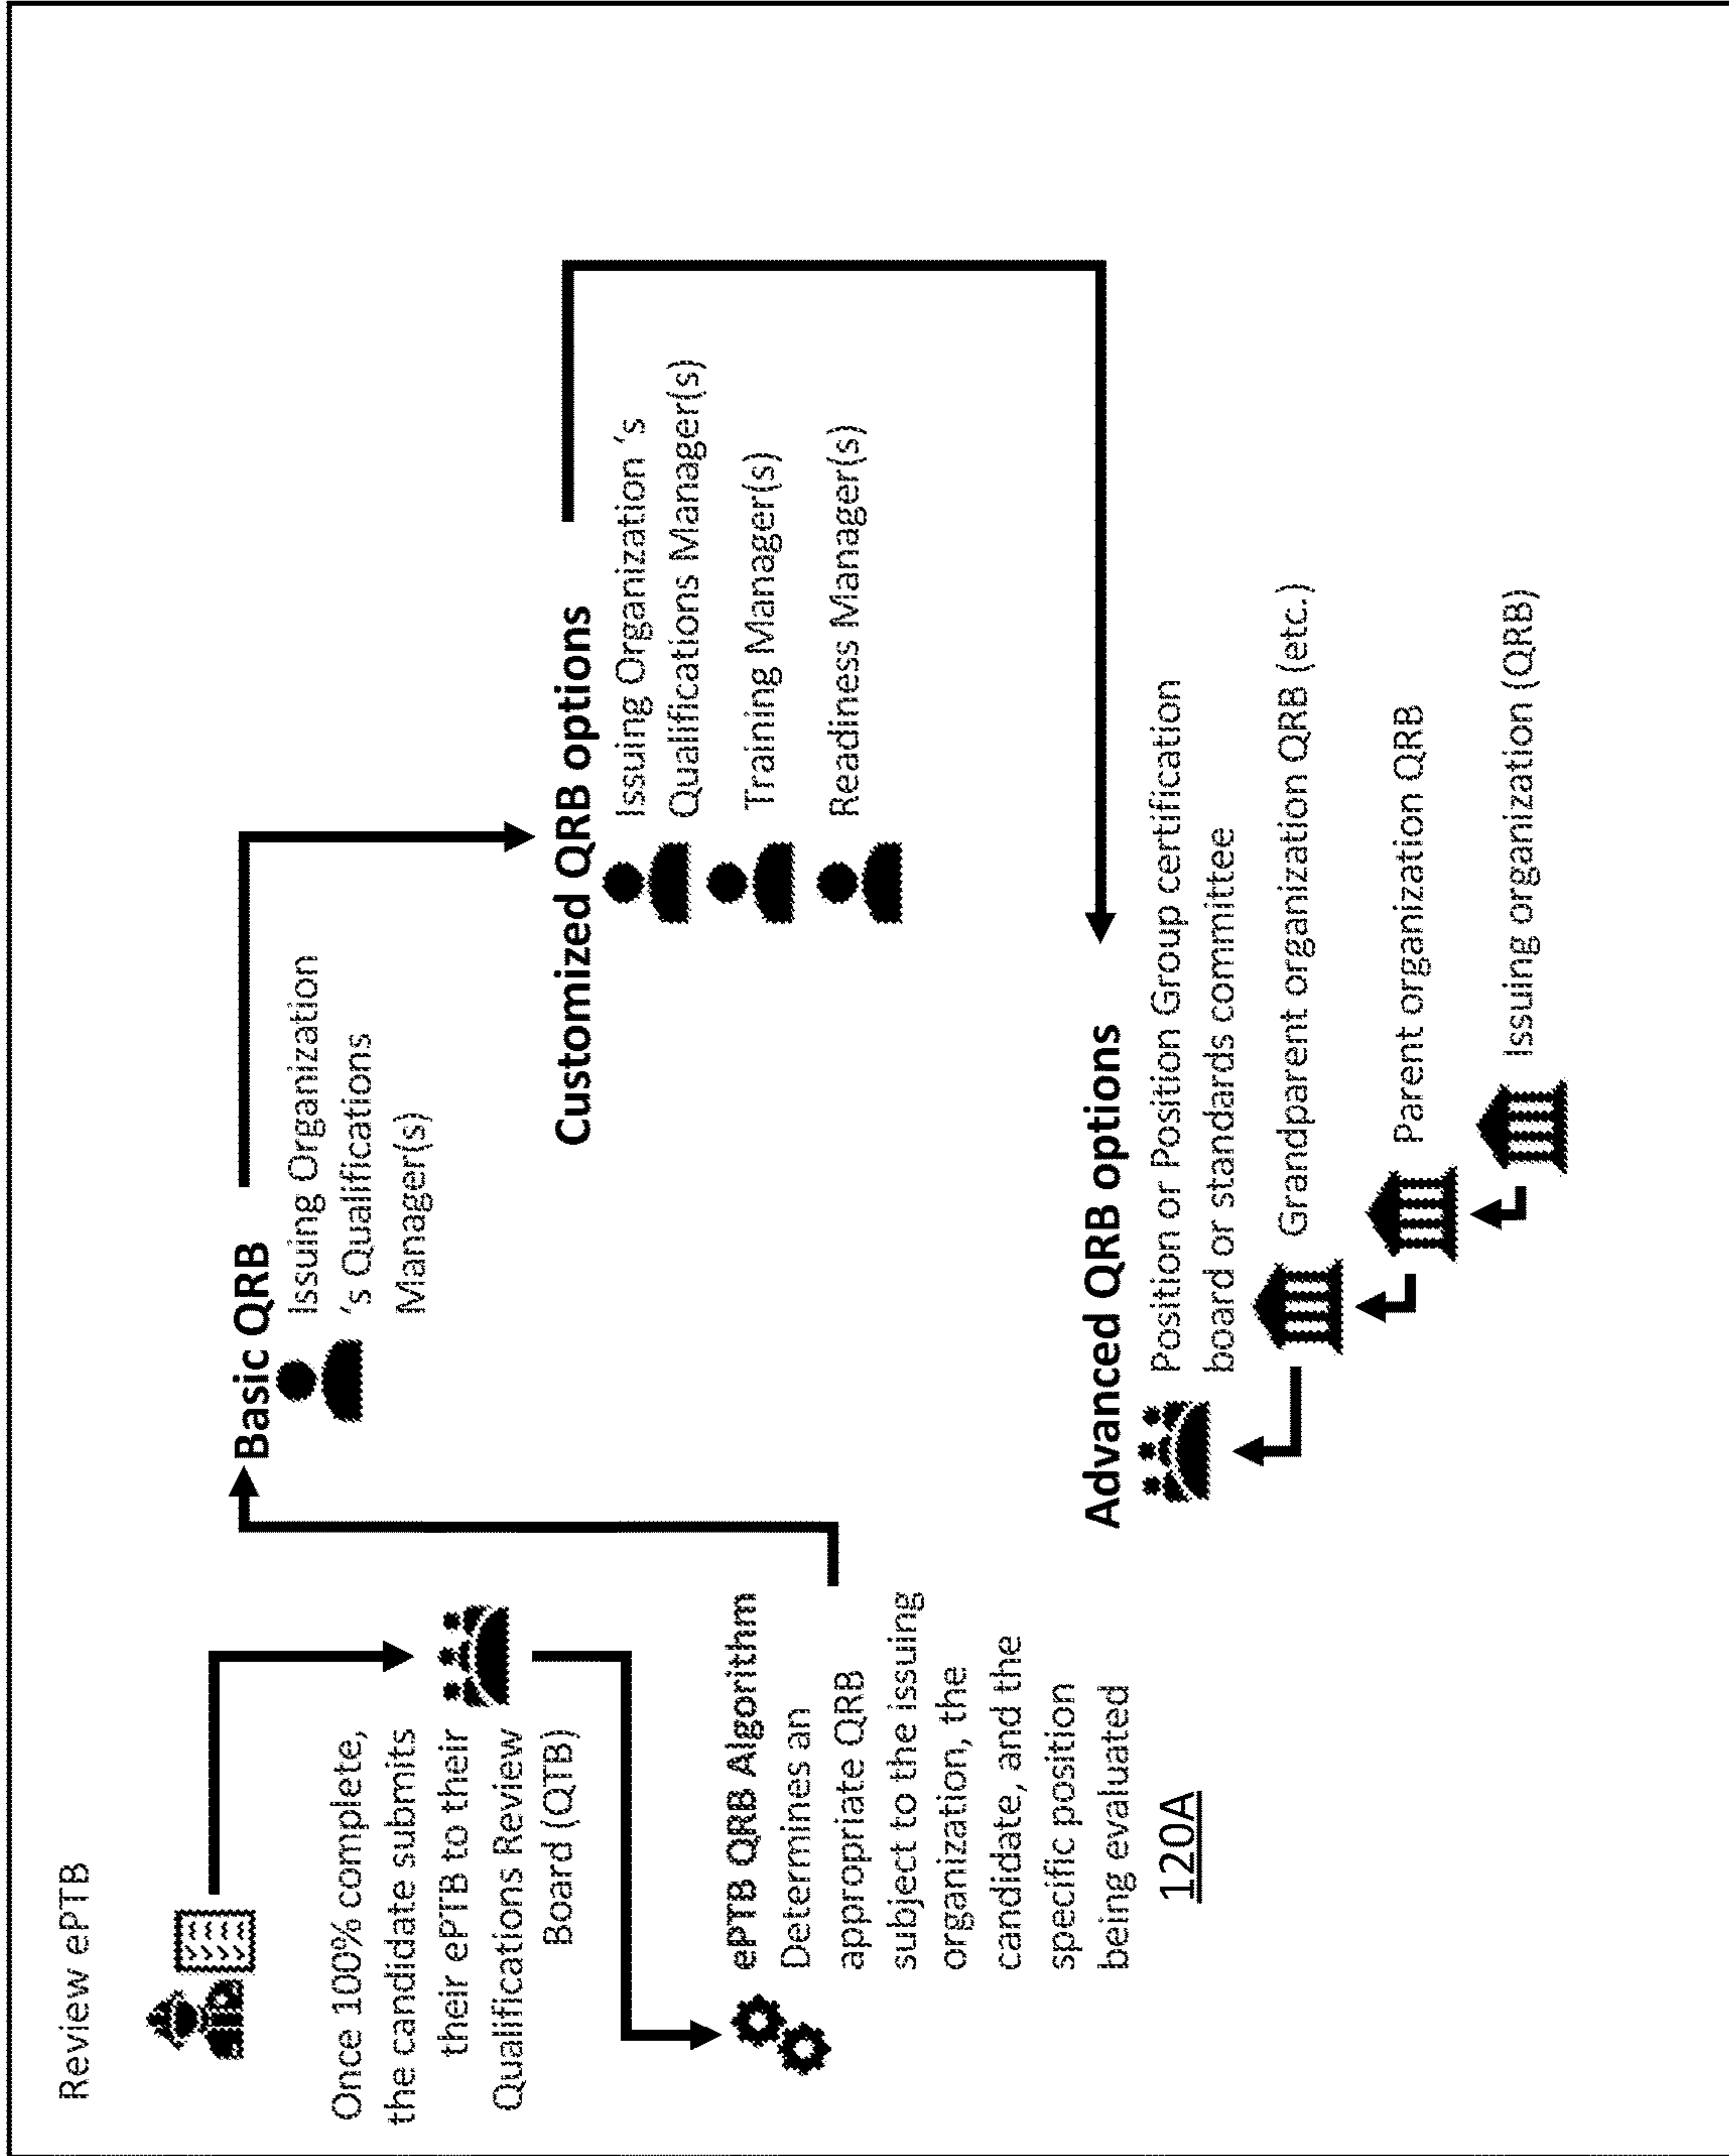 Review ePTB
Once 100% complete,
the candidate submits
their ePTB to their
Qualifications Review
Board (QTB)
ePTB QRB Algorithm
Determines an
appropriate QRB
subject to the issuing
organization, the
candidate, and the
specific position
being evaluated
120A
Basic QRB
Issuing Organization
's Qualifications
Manager(s)
Customized QRB options
Issuing Organization 's
Qualifications Manager(s)
Training Manager(s)
Readiness Manager(s)
Advanced QRB options
Position or Position Group certification
board or standards committee
Grandparent organization QRB (etc.)
Parent organization QRB
Issuing organization (QRB)